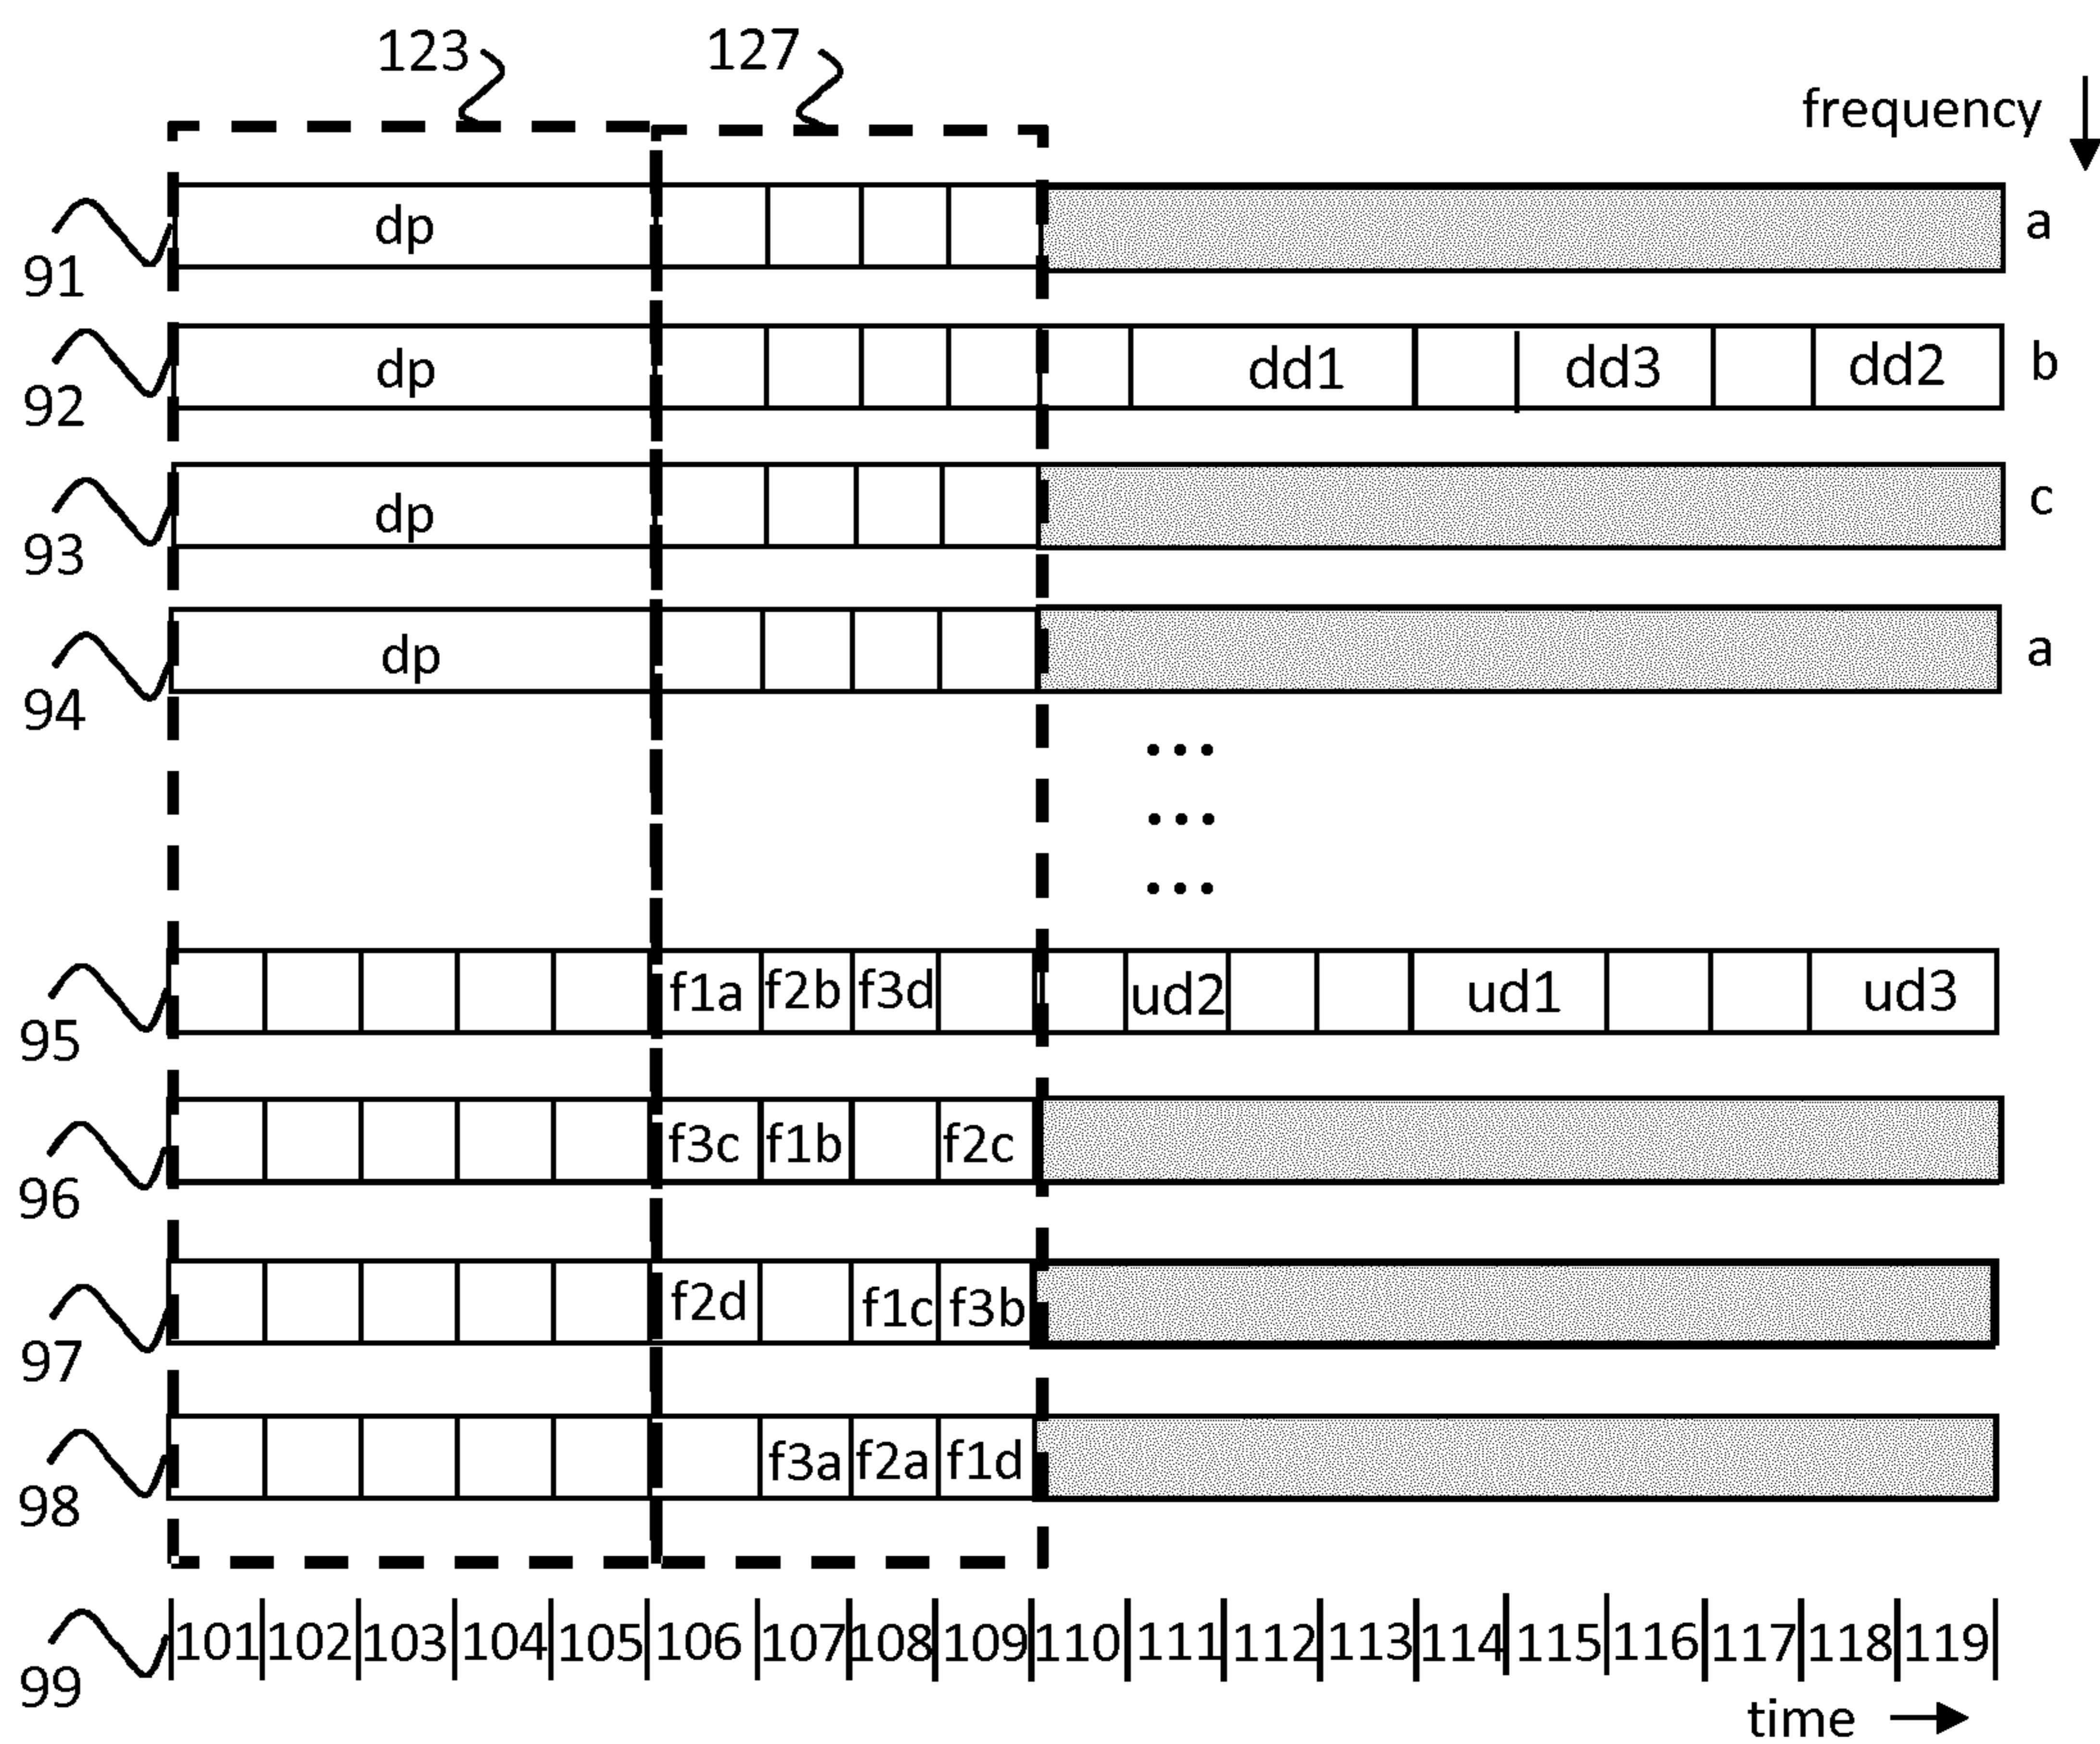 123 127
frequency
91 dp a
92 dp dd1 dd3 dd2 b
93 dp c
94 dp a
...
...
...
95 f1a f2b f3d ud2 ud1 ud3
96 f3c f1b f2c
97 f2d f1c f3b
98 f3a f2a f1d
99 101 102 103 104 105 106 107 108 109 110 111 112 113 114 115 116 117 118 119
time